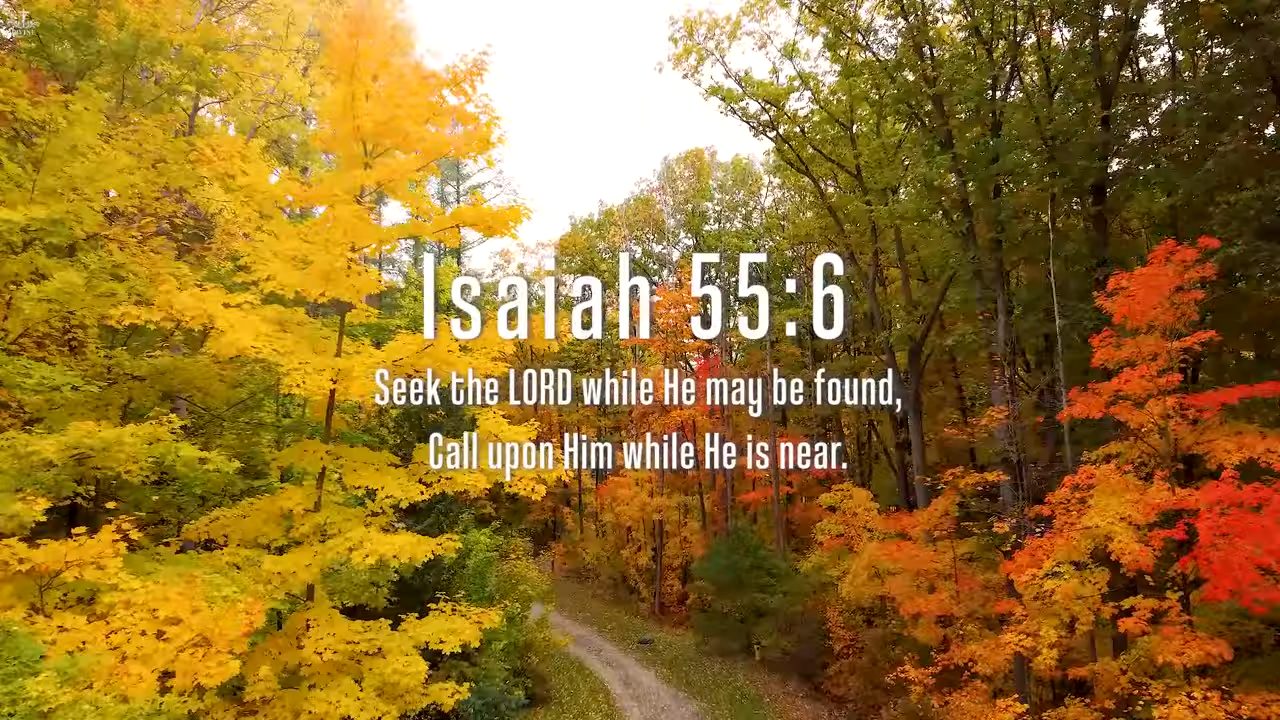 Isaiah 55:6
Seek the LORD while He may be found,
Call upon Him while He is near.